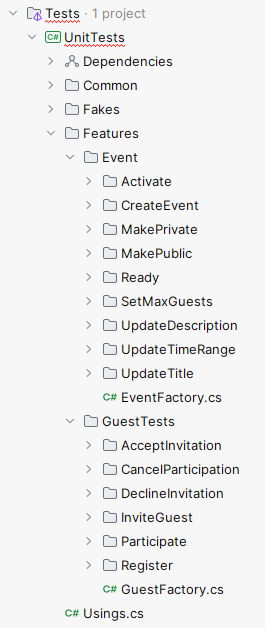 Tests · 1 project
C# UnitTests
Dependencies
Common
Fakes
Features
Event
Activate
CreateEvent
MakePrivate
MakePublic
Ready
SetMaxGuests
UpdateDescription
UpdateTimeRange
UpdateTitle
C# EventFactory.cs
GuestTests
AcceptInvitation
CancelParticipation
DeclineInvitation
InviteGuest
Participate
Register
C# GuestFactory.cs
C# Usings.cs